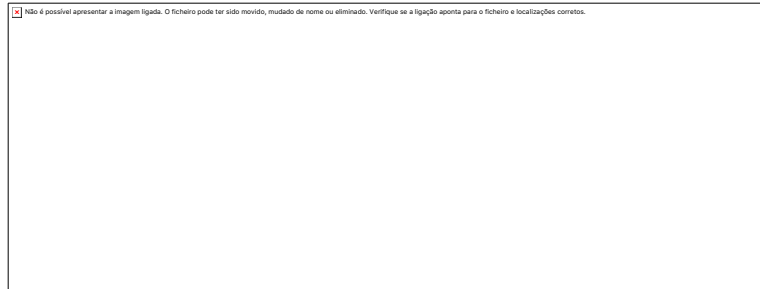 Não é possível apresentar a imagem ligada. O ficheiro pode ter sido movido, mudado de nome ou eliminado. Verifique se a ligação aponta para o ficheiro e localizações corretos.